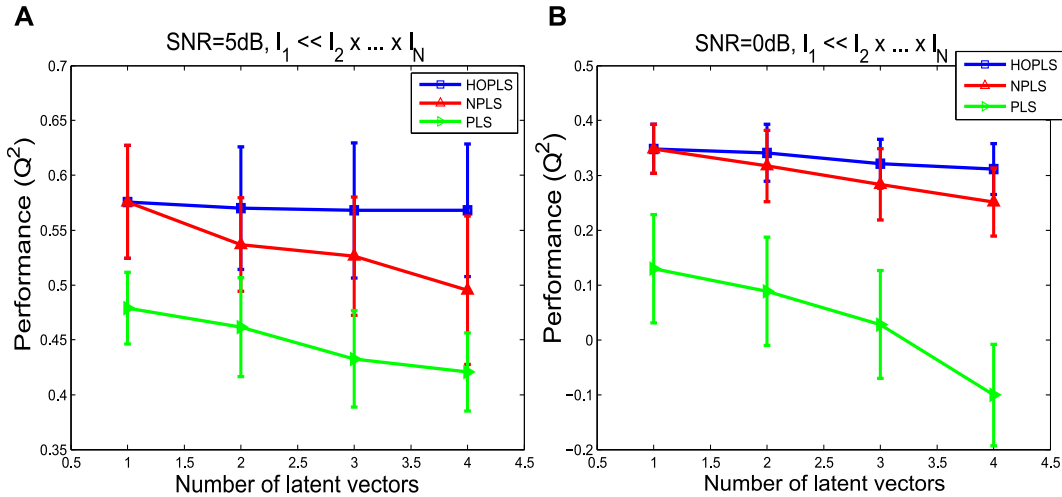 A
SNR=5dB, I₁ << I₂ x ... x I_N
HOPLS
NPLS
PLS
Performance (Q²)
0.7
0.65
0.6
0.55
0.5
0.45
0.4
0.35
0.5 1 1.5 2 2.5 3 3.5 4 4.5
Number of latent vectors
B
SNR=0dB, I₁ << I₂ x ... x I_N
HOPLS
NPLS
PLS
Performance (Q²)
0.5
0.4
0.3
0.2
0.1
0
−0.1
−0.2
0.5 1 1.5 2 2.5 3 3.5 4 4.5
Number of latent vectors